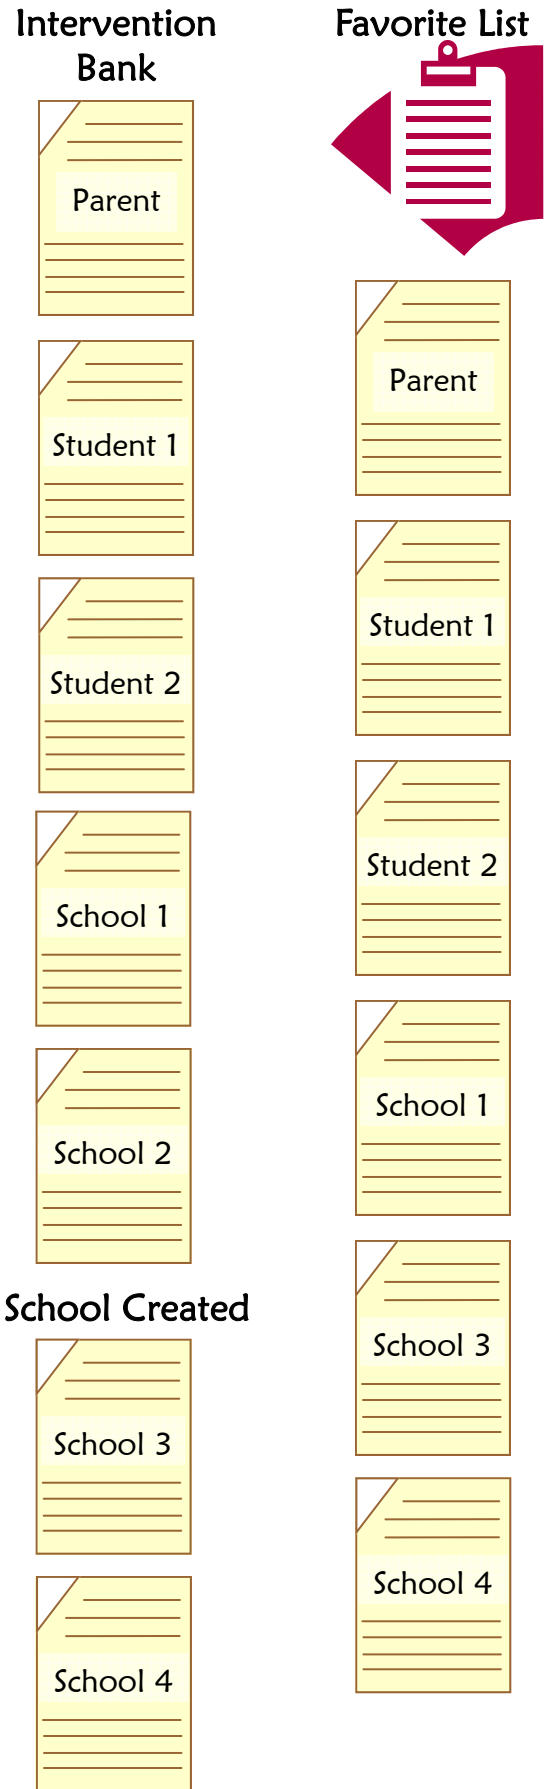 Intervention
Bank
Parent
Student 1
Student 2
School 1
School 2
School Created
School 3
School 4
Favorite List
Parent
Student 1
Student 2
School 1
School 3
School 4